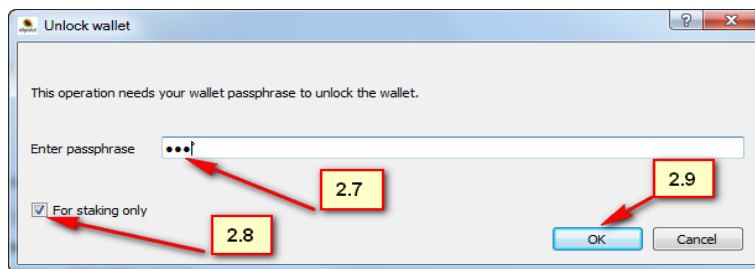 Unlock wallet
?
X
This operation needs your wallet passphrase to unlock the wallet.
Enter passphrase
•••
2.7
2.9
For staking only
2.8
OK
Cancel